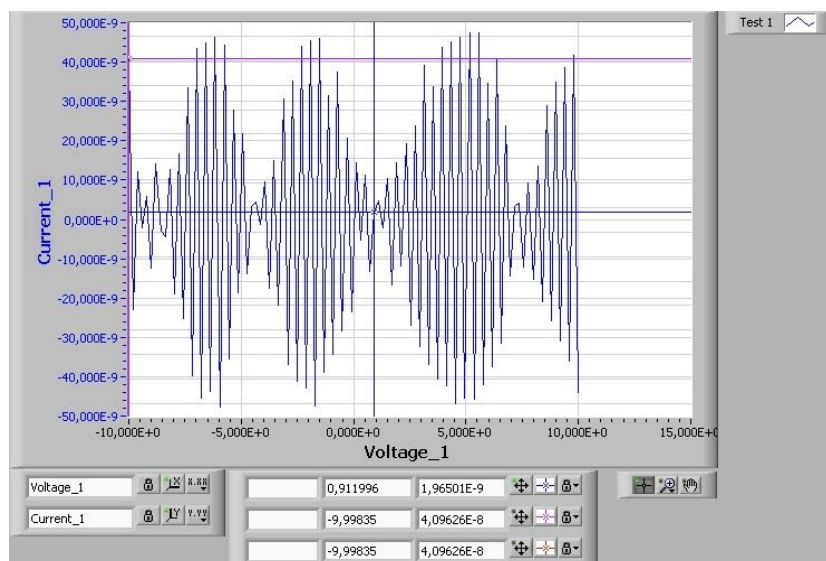 Test 1
50,000E-9
40,000E-9
30,000E-9
20,000E-9
10,000E-9
0,000E+0
-10,000E-9
-20,000E-9
-30,000E-9
-40,000E-9
-50,000E-9
Current_1
-10,000E+0 -5,000E+0 0,000E+0 5,000E+0 10,000E+0 15,000E+0
Voltage_1
Voltage_1 X.XX
Current_1 Y.YY
0,911996 1,96501E-9
-9,99835 4,09626E-8
-9,99835 4,09626E-8